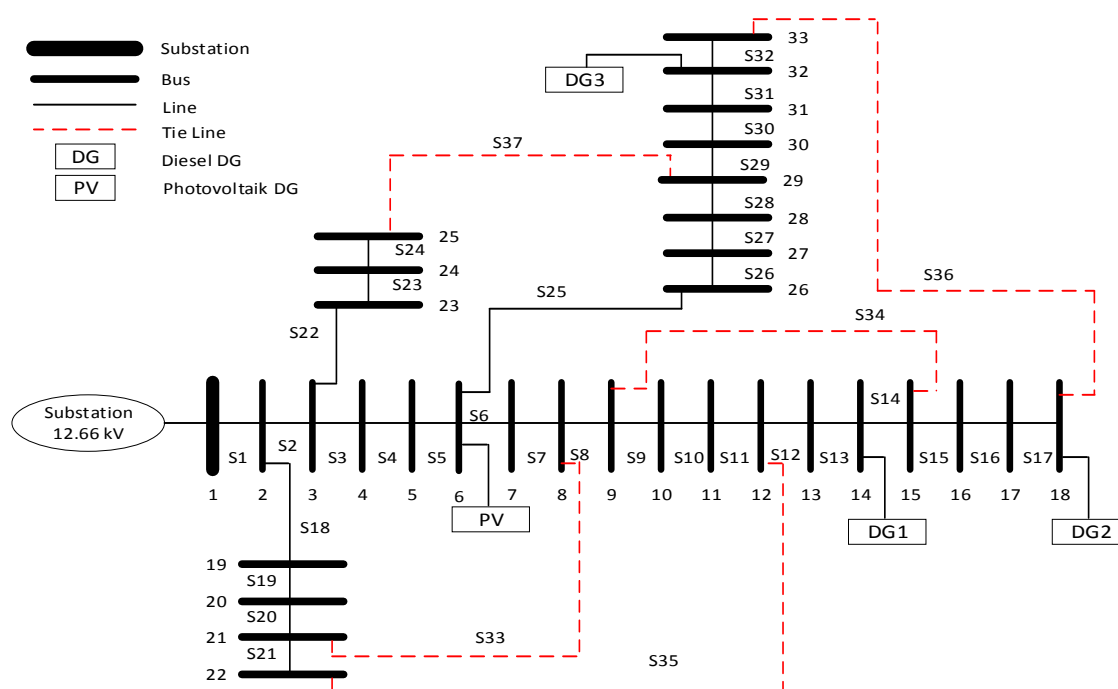 Substation
Bus
Line
Tie Line
DG
Diesel DG
PV
Photovoltaik DG
33
S32
32
DG3
S31
31
S30
30
S29
29
S28
28
S27
27
S26
26
S37
25
S24
24
S23
23
S22
S25
S36
S34
Substation
12.66 kV
S1
S2
S3
S4
S5
S6
S7
S8
S9
S10
S11
S12
S13
S14
S15
S16
S17
1
2
3
4
5
6
7
8
9
10
11
12
13
14
15
16
17
18
PV
DG1
DG2
S18
19
S19
20
S20
21
S21
22
S33
S35